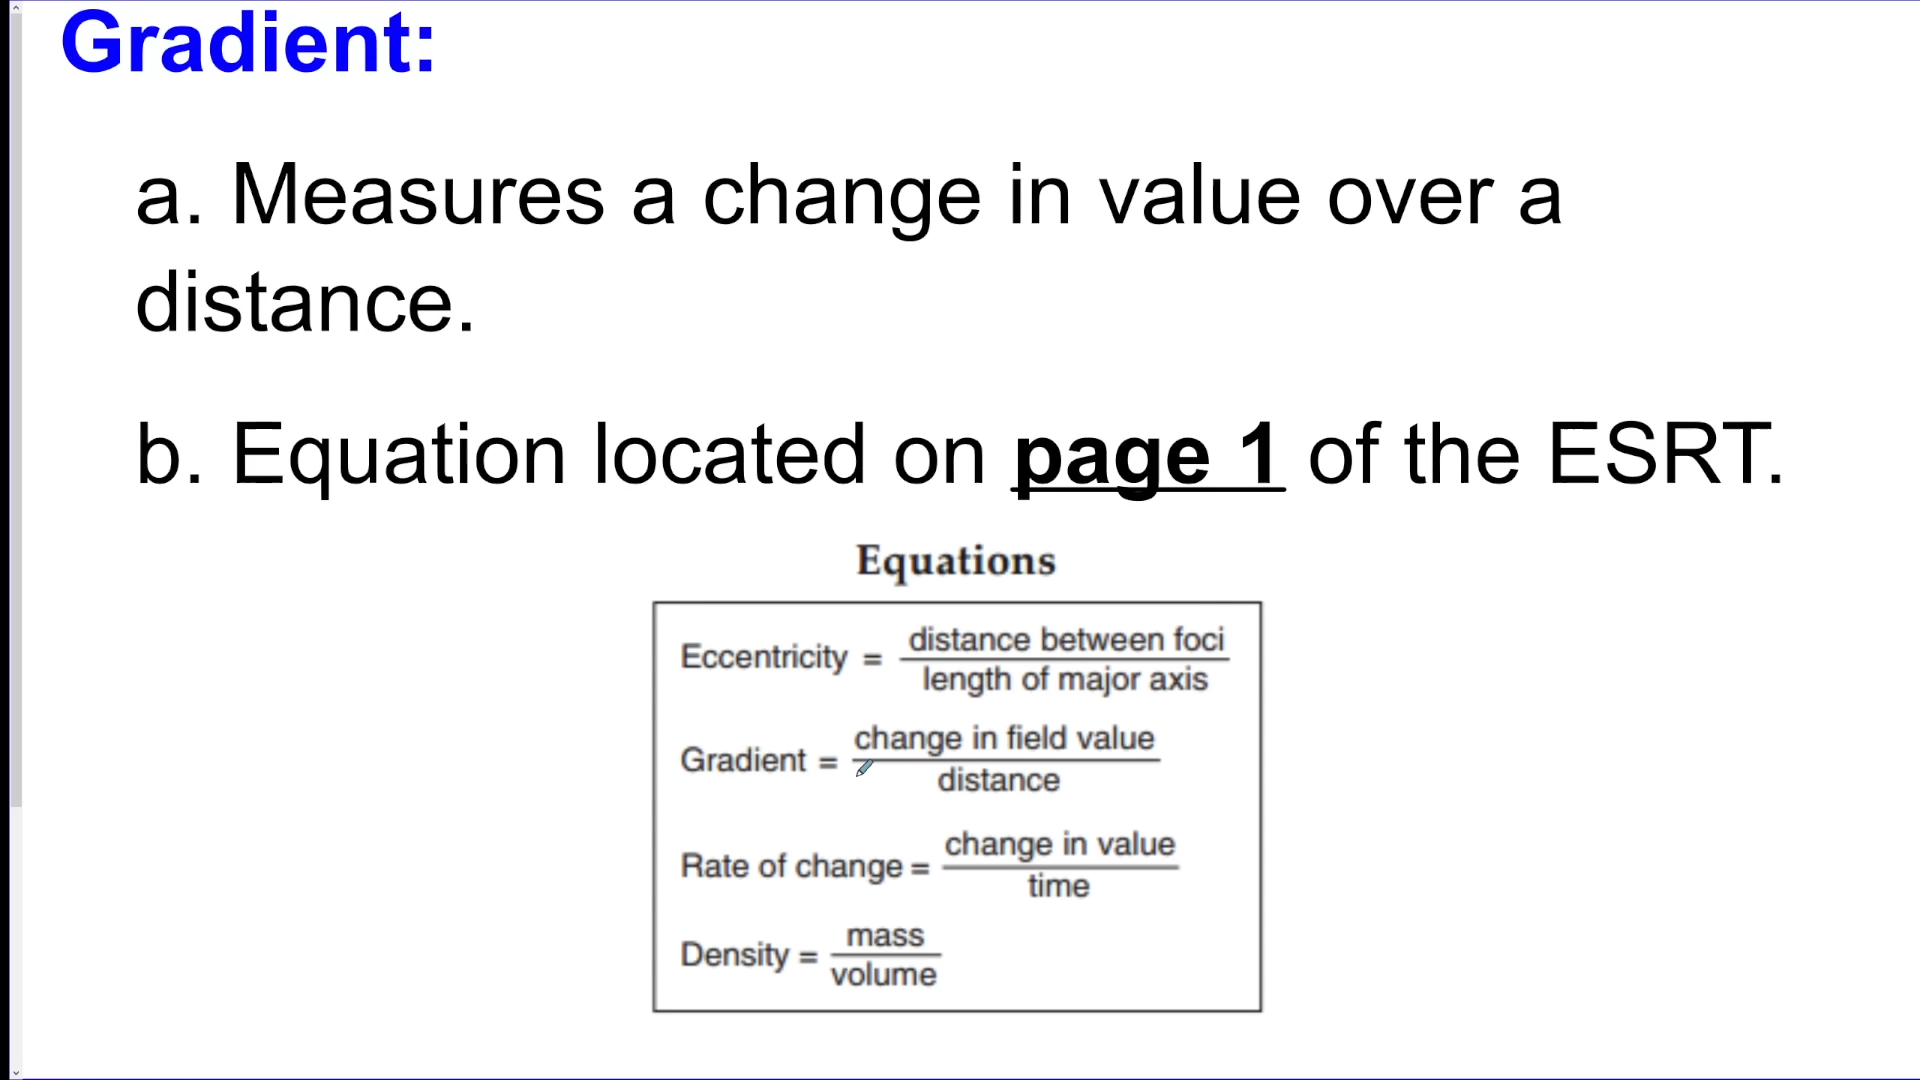 Gradient:
a. Measures a change in value over a
distance.
b. Equation located on page 1 of the ESRT.
Equations
Eccentricity = distance between foci
length of major axis
Gradient = change in field value
distance
Rate of change = change in value
time
Density = mass
volume